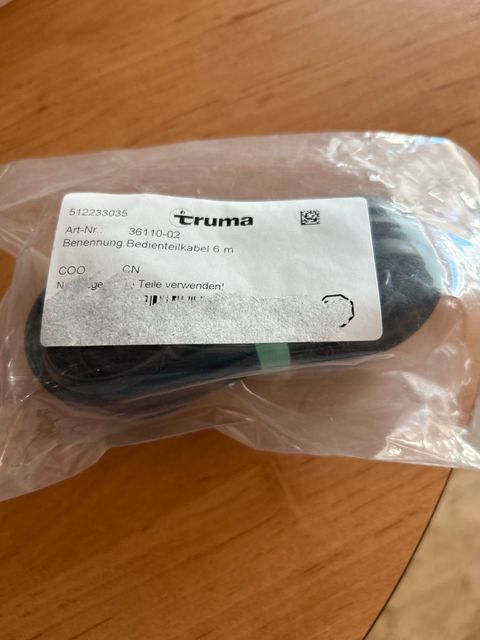 512233035
truma
Art-Nr.: 36110-02
Benennung:Bedienteilkabel 6 m
COO CN
Teile verwenden!